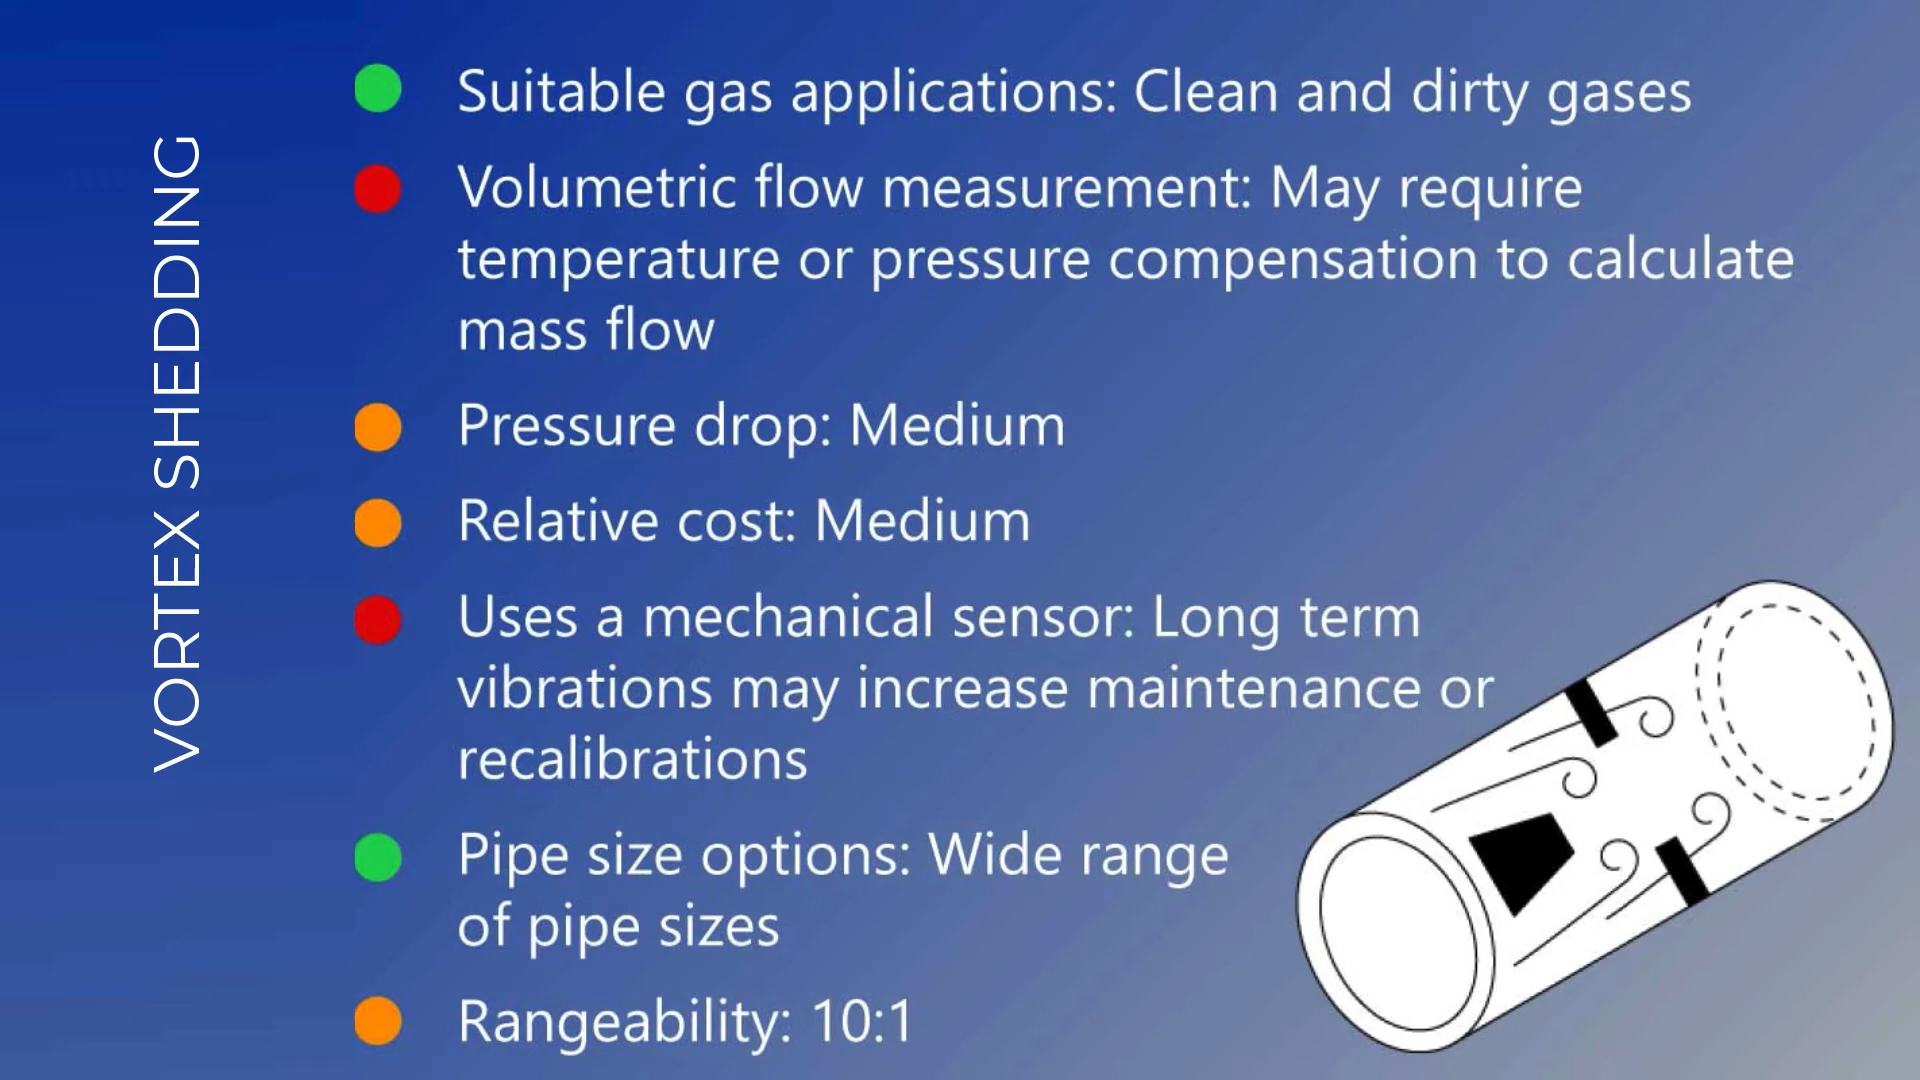 VORTEX SHEDDING
Suitable gas applications: Clean and dirty gases
Volumetric flow measurement: May require
temperature or pressure compensation to calculate
mass flow
Pressure drop: Medium
Relative cost: Medium
Uses a mechanical sensor: Long term
vibrations may increase maintenance or
recalibrations
Pipe size options: Wide range
of pipe sizes
Rangeability: 10:1